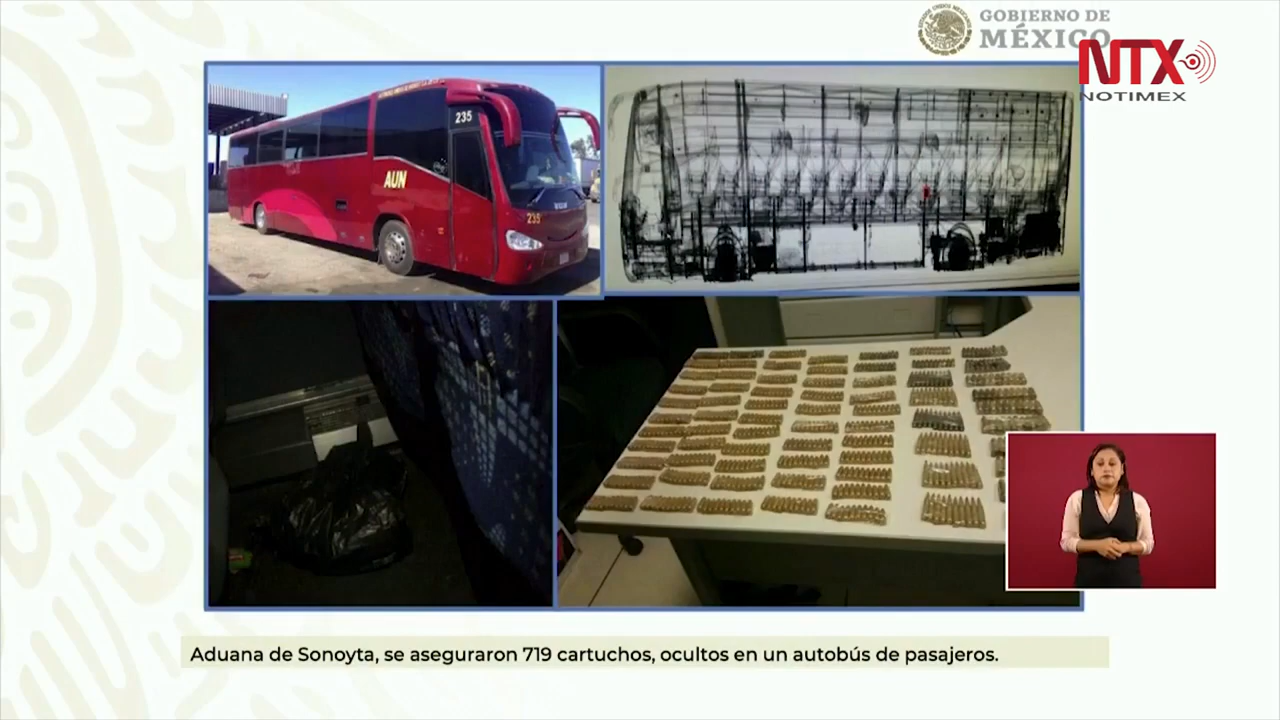 GOBIERNO DE
MÉXICO
NTX
NOTIMEX
235
AUN
235
Aduana de Sonoyta, se aseguraron 719 cartuchos, ocultos en un autobús de pasajeros.